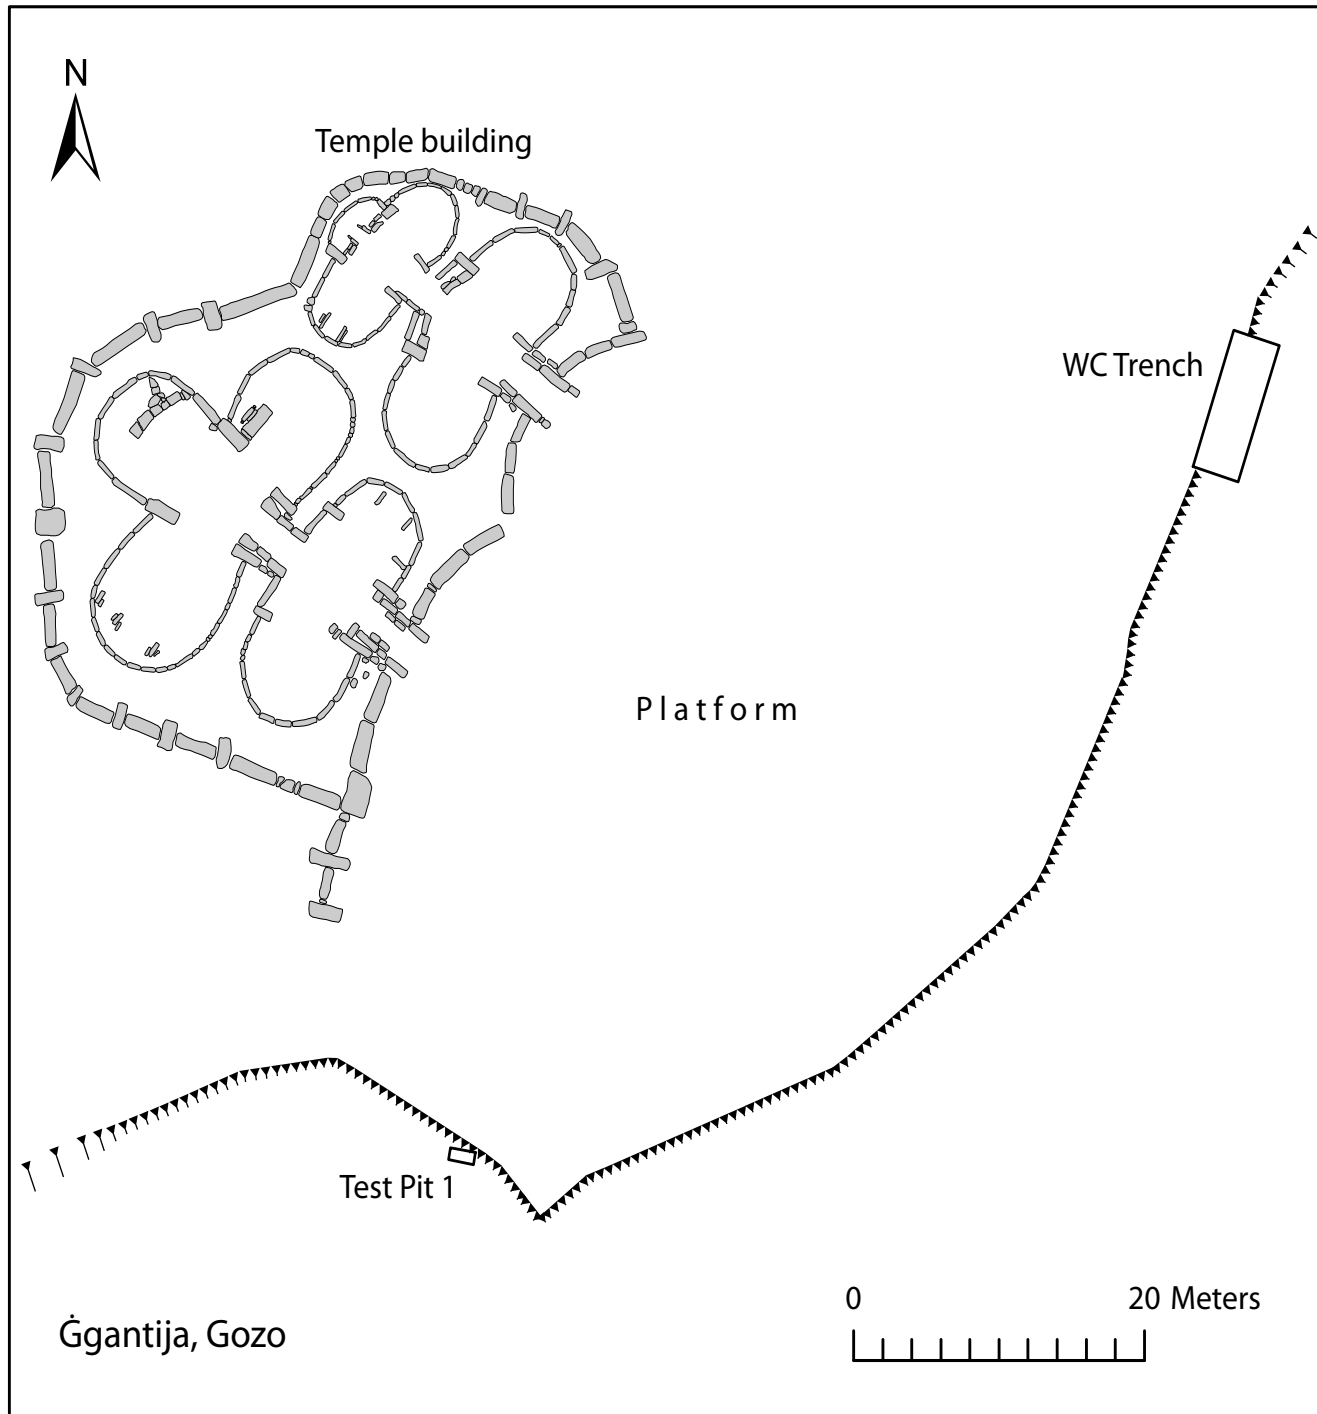 N
Temple building
WC Trench
Platform
Test Pit 1
0 20 Meters
Ġgantija, Gozo